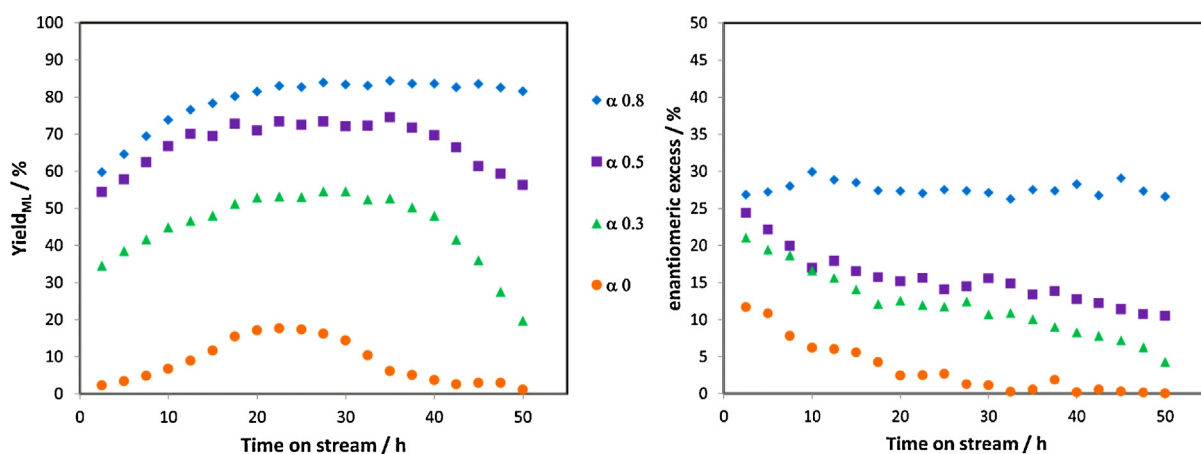 100
90
80
70
60
50
40
30
20
10
0
Yield ML / %
0 10 20 30 40 50
Time on stream / h
α 0.8
α 0.5
α 0.3
α 0
50
45
40
35
30
25
20
15
10
5
0
enantiomeric excess / %
0 10 20 30 40 50
Time on stream / h